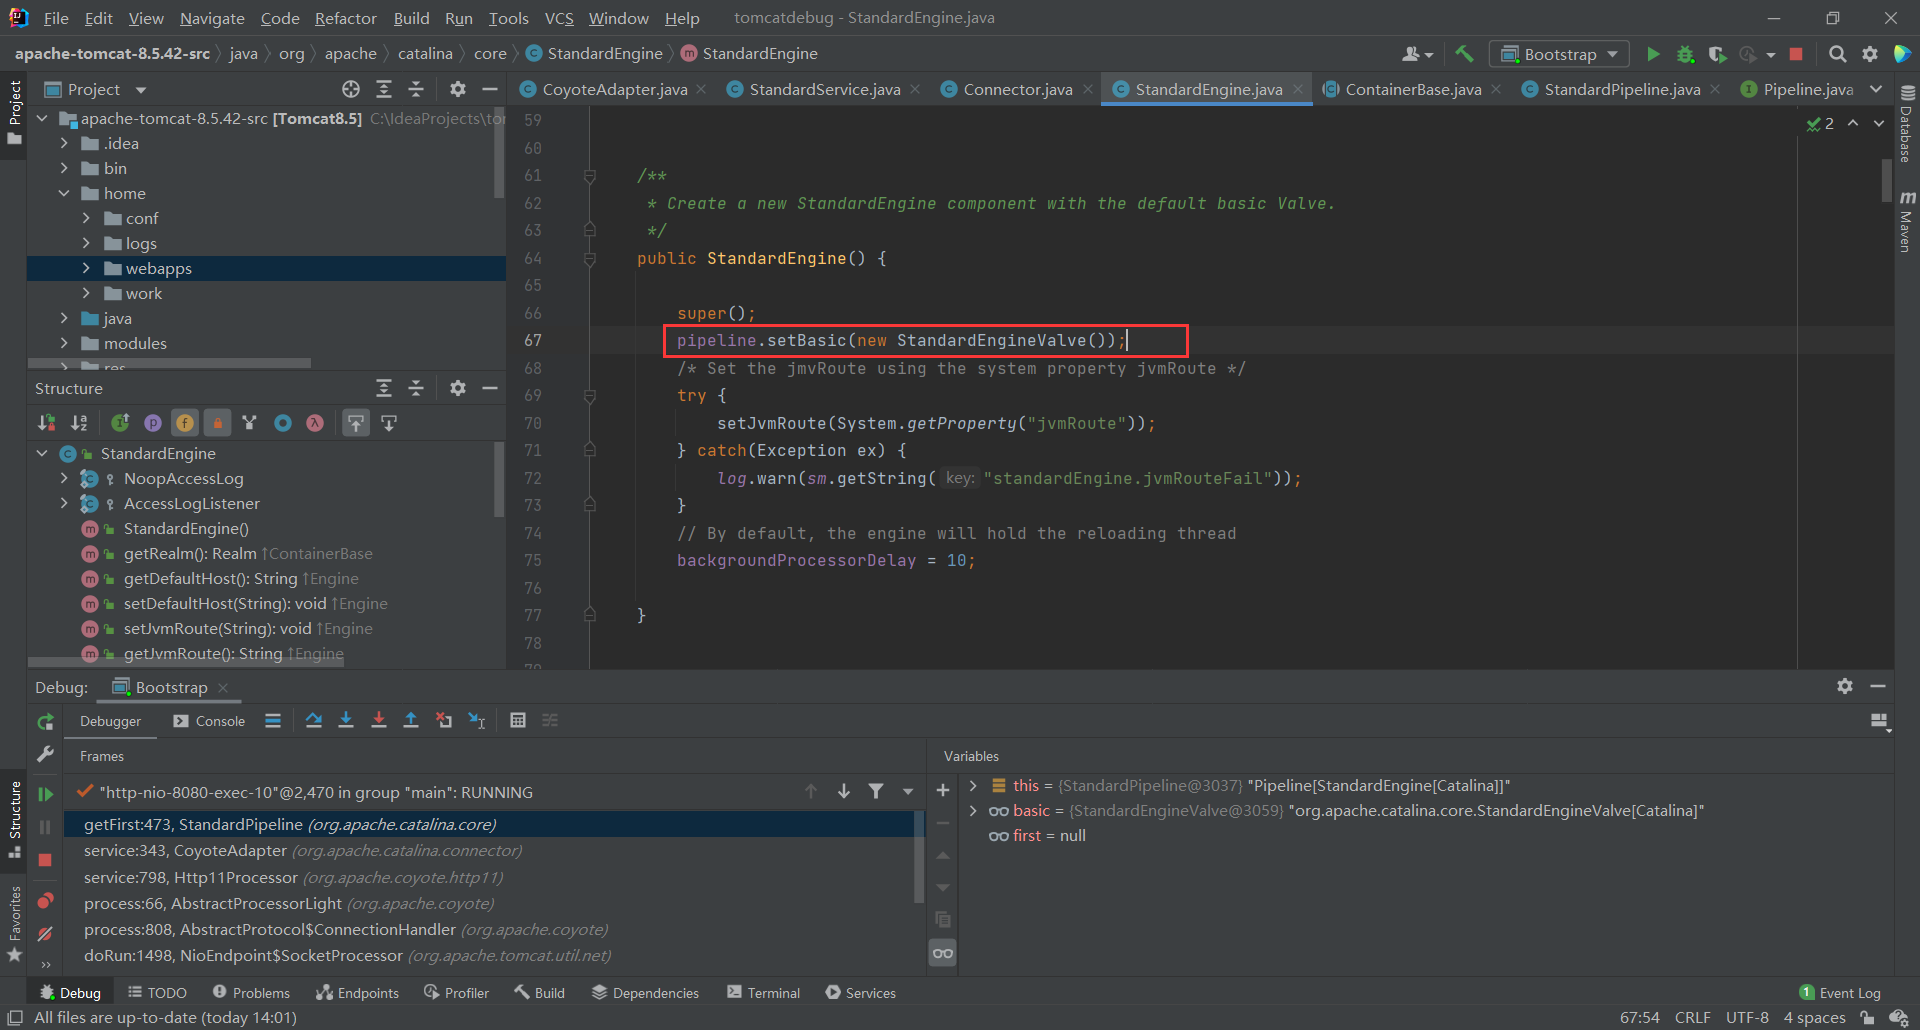 File Edit View Navigate Code Refactor Build Run Tools VCS Window Help tomcatdebug - StandardEngine.java
apache-tomcat-8.5.42-src java org apache catalina core StandardEngine StandardEngine
Bootstrap
Project
CoyoteAdapter.java StandardService.java Connector.java StandardEngine.java ContainerBase.java StandardPipeline.java Pipeline.java
Project
Structure
Favorites
Database
Maven
apache-tomcat-8.5.42-src [Tomcat8.5] C:\IdeaProjects\tor
.idea
bin
home
conf
logs
webapps
work
java
modules
res
Structure
StandardEngine
NoopAccessLog
AccessLogListener
StandardEngine()
getRealm(): Realm ↑ContainerBase
getDefaultHost(): String ↑Engine
setDefaultHost(String): void ↑Engine
setJvmRoute(String): void ↑Engine
getJvmRoute(): String ↑Engine
2
59
60
61 /**
62 * Create a new StandardEngine component with the default basic Valve.
63 */
64 public StandardEngine() {
65
66 super();
67 pipeline.setBasic(new StandardEngineValve());
68 /* Set the jmvRoute using the system property jvmRoute */
69 try {
70 setJvmRoute(System.getProperty("jvmRoute"));
71 } catch(Exception ex) {
72 log.warn(sm.getString( key: "standardEngine.jvmRouteFail"));
73 }
74 // By default, the engine will hold the reloading thread
75 backgroundProcessorDelay = 10;
76
77 }
78
79
Debug: Bootstrap
Debugger Console
Frames
"http-nio-8080-exec-10"@2,470 in group "main": RUNNING
getFirst:473, StandardPipeline (org.apache.catalina.core)
service:343, CoyoteAdapter (org.apache.catalina.connector)
service:798, Http11Processor (org.apache.coyote.http11)
process:66, AbstractProcessorLight (org.apache.coyote)
process:808, AbstractProtocol$ConnectionHandler (org.apache.coyote)
doRun:1498, NioEndpoint$SocketProcessor (org.apache.tomcat.util.net)
Variables
this = {StandardPipeline@3037} "Pipeline[StandardEngine[Catalina]]"
basic = {StandardEngineValve@3059} "org.apache.catalina.core.StandardEngineValve[Catalina]"
first = null
Debug TODO Problems Endpoints Profiler Build Dependencies Terminal Services 1 Event Log
All files are up-to-date (today 14:01) 67:54 CRLF UTF-8 4 spaces